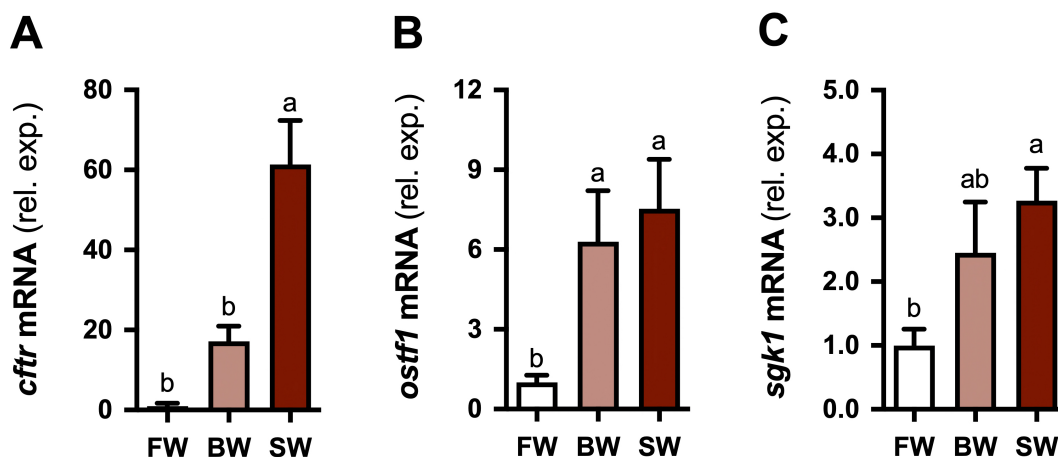 A
cftr mRNA (rel. exp.)
80
60
40
20
0
b
b
a
FW BW SW
B
ostf1 mRNA (rel. exp.)
12
9
6
3
0
b
a
a
FW BW SW
C
sgk1 mRNA (rel. exp.)
5.0
4.0
3.0
2.0
1.0
0.0
b
ab
a
FW BW SW